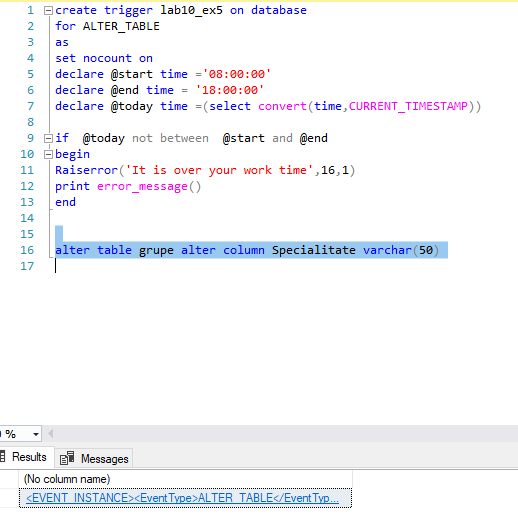 1 create trigger lab10_ex5 on database
2 for ALTER_TABLE
3 as
4 set nocount on
5 declare @start time ='08:00:00'
6 declare @end time = '18:00:00'
7 declare @today time =(select convert(time,CURRENT_TIMESTAMP))
8
9 if  @today not between  @start and @end
10 begin
11 Raiserror('It is over your work time',16,1)
12 print error_message()
13 end
14
15
16 alter table grupe alter column Specialitate varchar(50)
17
%
Results Messages
(No column name)
<EVENT_INSTANCE><EventType>ALTER_TABLE</EventTyp...